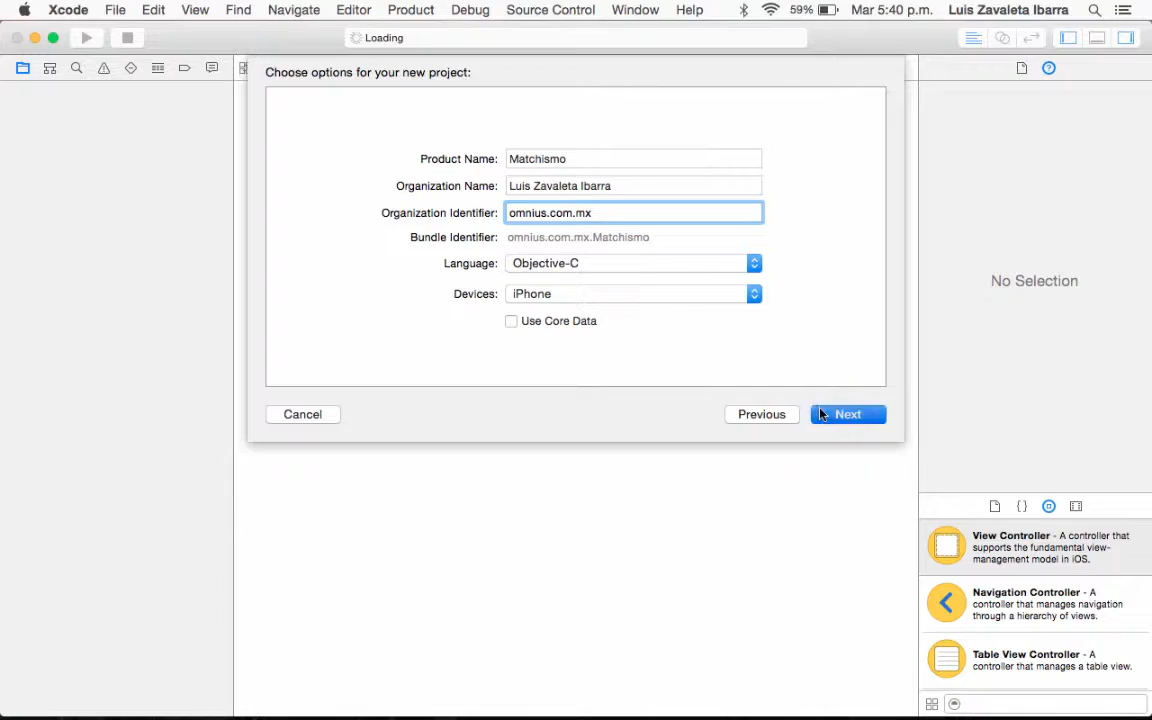 Xcode File Edit View Find Navigate Editor Product Debug Source Control Window Help 59% Mar 5:40 p.m. Luis Zavaleta Ibarra
Loading
Choose options for your new project:
Product Name: Matchismo
Organization Name: Luis Zavaleta Ibarra
Organization Identifier: omnius.com.mx
Bundle Identifier: omnius.com.mx.Matchismo
Language: Objective-C
Devices: iPhone
Use Core Data
Cancel Previous Next
No Selection
View Controller - A controller that
supports the fundamental view-
management model in iOS.
Navigation Controller - A
controller that manages navigation
through a hierarchy of views.
Table View Controller - A
controller that manages a table view.